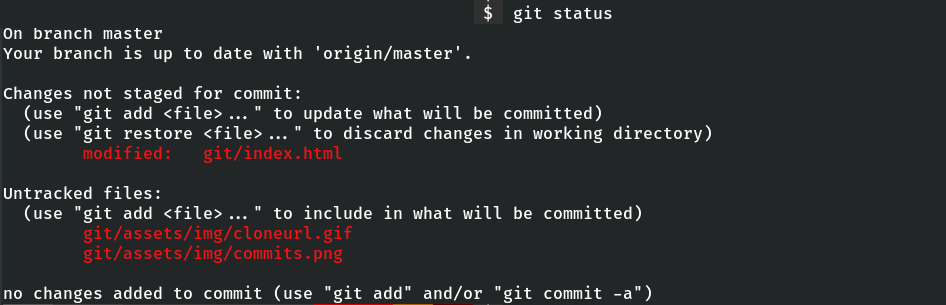 $ git status
On branch master
Your branch is up to date with 'origin/master'.
Changes not staged for commit:
(use "git add <file>..." to update what will be committed)
(use "git restore <file>..." to discard changes in working directory)
modified: git/index.html
Untracked files:
(use "git add <file>..." to include in what will be committed)
git/assets/img/cloneurl.gif
git/assets/img/commits.png
no changes added to commit (use "git add" and/or "git commit -a")